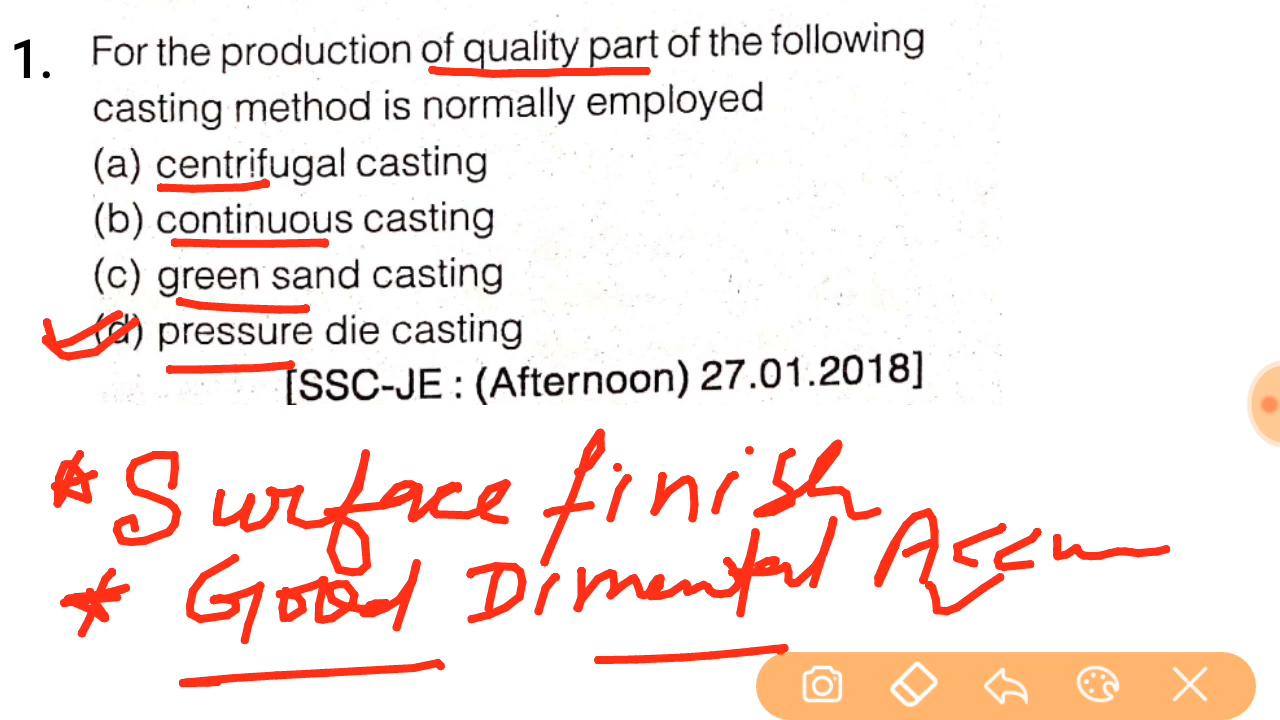 1. For the production of quality part of the following
casting method is normally employed
(a) centrifugal casting
(b) continuous casting
(c) green sand casting
(d) pressure die casting
[SSC-JE : (Afternoon) 27.01.2018]
* Surface finish
* Good